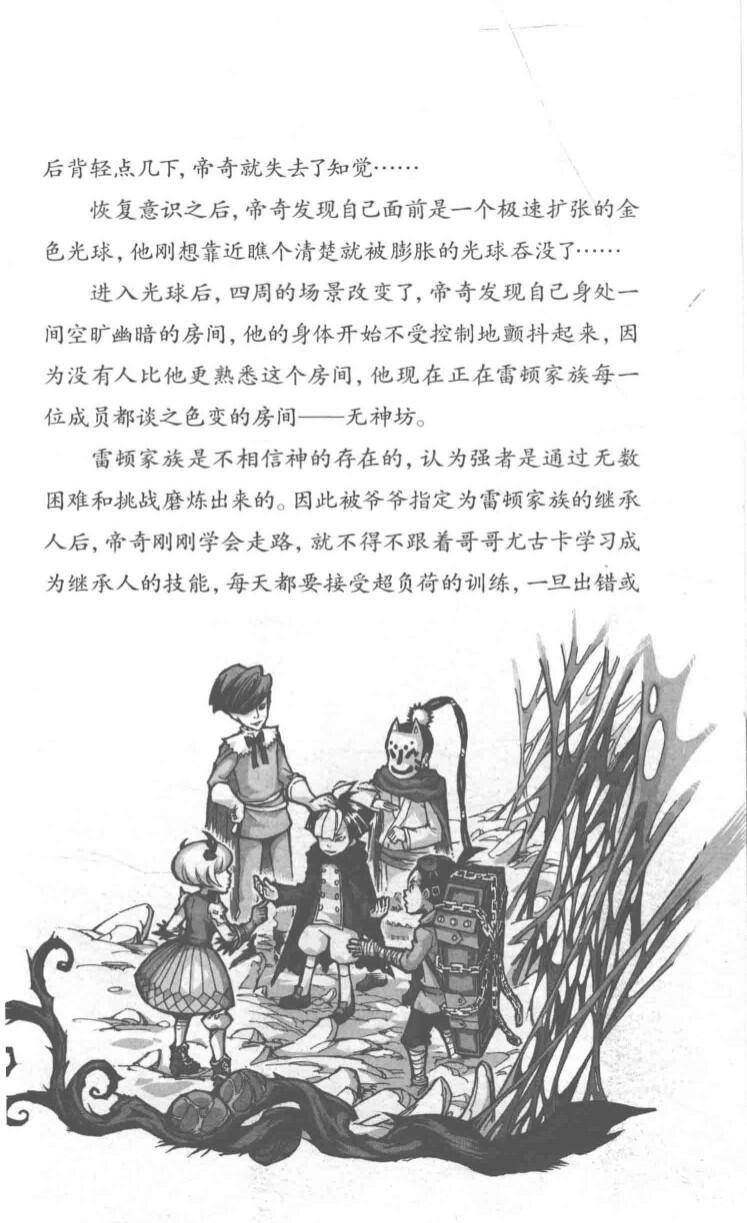 后背轻点几下,帝奇就失去了知觉……
恢复意识之后,帝奇发现自己面前是一个极速扩张的金
色光球,他刚想靠近瞧个清楚就被膨胀的光球吞没了……
进入光球后,四周的场景改变了,帝奇发现自己身处一
间空旷幽暗的房间,他的身体开始不受控制地颤抖起来,因
为没有人比他更熟悉这个房间,他现在正在雷顿家族每一
位成员都谈之色变的房间——无神坊。
雷顿家族是不相信神的存在的,认为强者是通过无数
困难和挑战磨炼出来的。因此被爷爷指定为雷顿家族的继承
人后,帝奇刚刚学会走路,就不得不跟着哥哥尤古卡学习成
为继承人的技能,每天都要接受超负荷的训练,一旦出错或